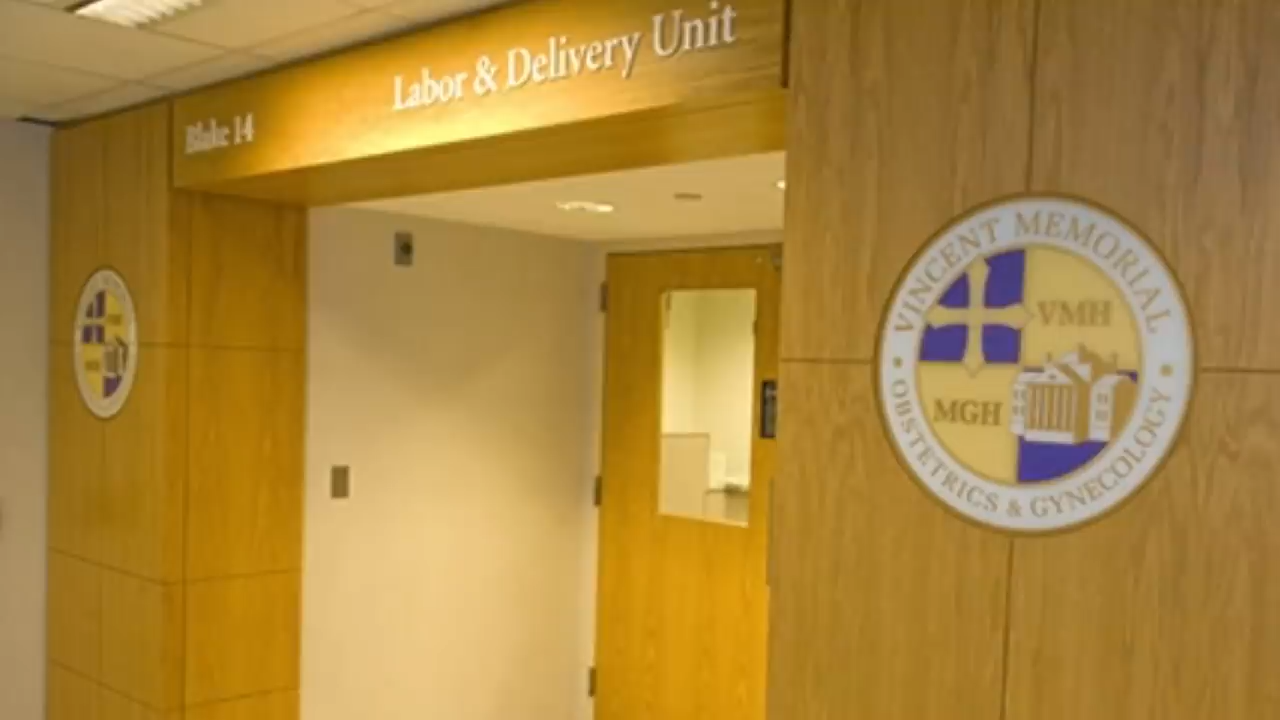 Labor & Delivery Unit
Blake 14
VINCENT MEMORIAL
VMH
MGH
OBSTETRICS & GYNECOLOGY